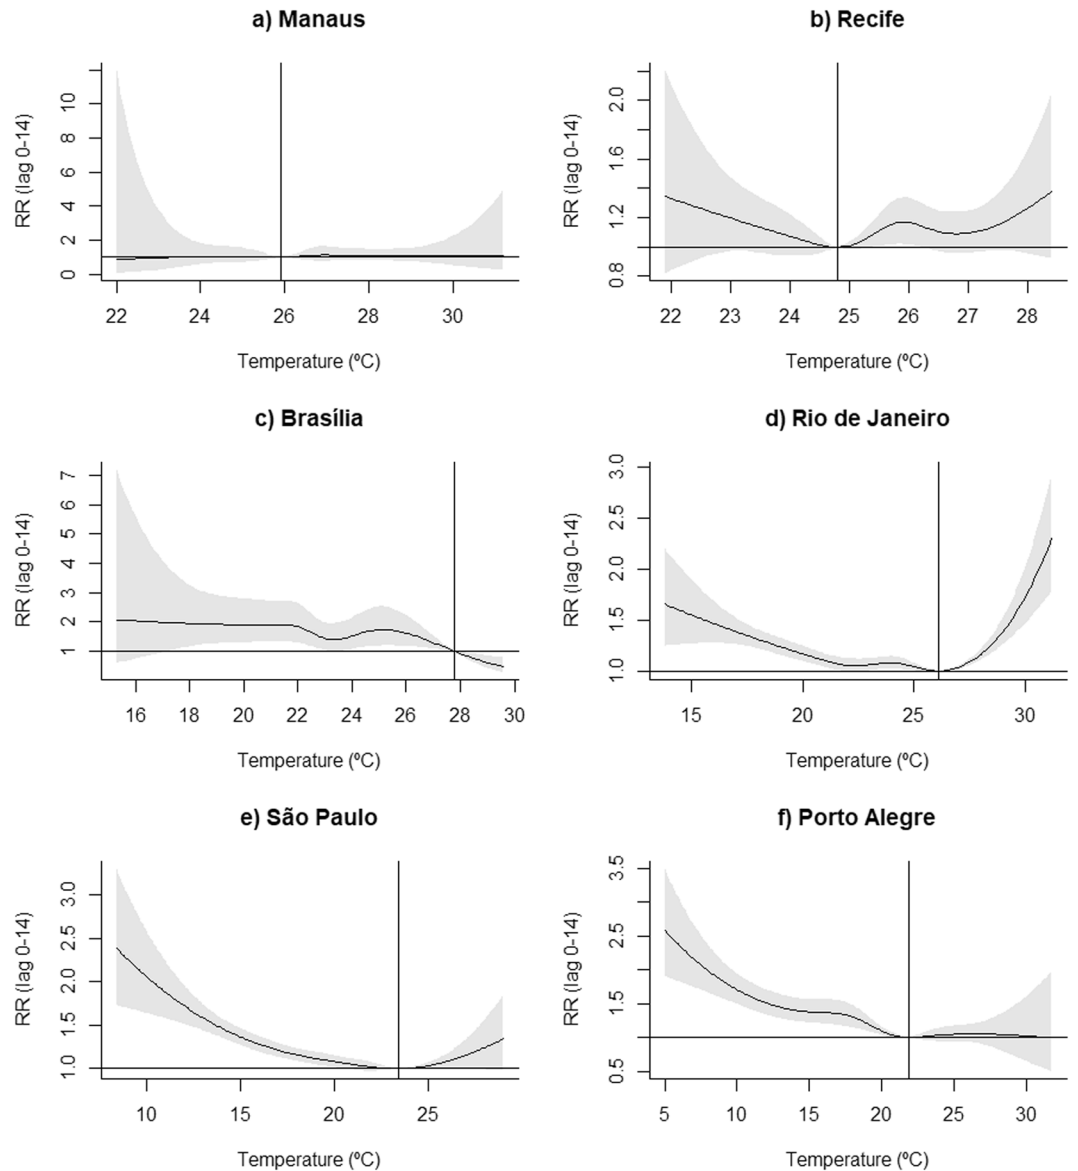 a) Manaus
RR (lag 0-14)
0 2 4 6 8 10
22 24 26 28 30
Temperature (ºC)
b) Recife
RR (lag 0-14)
0.8 1.2 1.6 2.0
22 23 24 25 26 27 28
Temperature (ºC)
c) Brasília
RR (lag 0-14)
1 2 3 4 5 6 7
16 18 20 22 24 26 28 30
Temperature (ºC)
d) Rio de Janeiro
RR (lag 0-14)
1.0 1.5 2.0 2.5 3.0
15 20 25 30
Temperature (ºC)
e) São Paulo
RR (lag 0-14)
1.0 1.5 2.0 2.5 3.0
10 15 20 25
Temperature (ºC)
f) Porto Alegre
RR (lag 0-14)
0.5 1.5 2.5 3.5
5 10 15 20 25 30
Temperature (ºC)